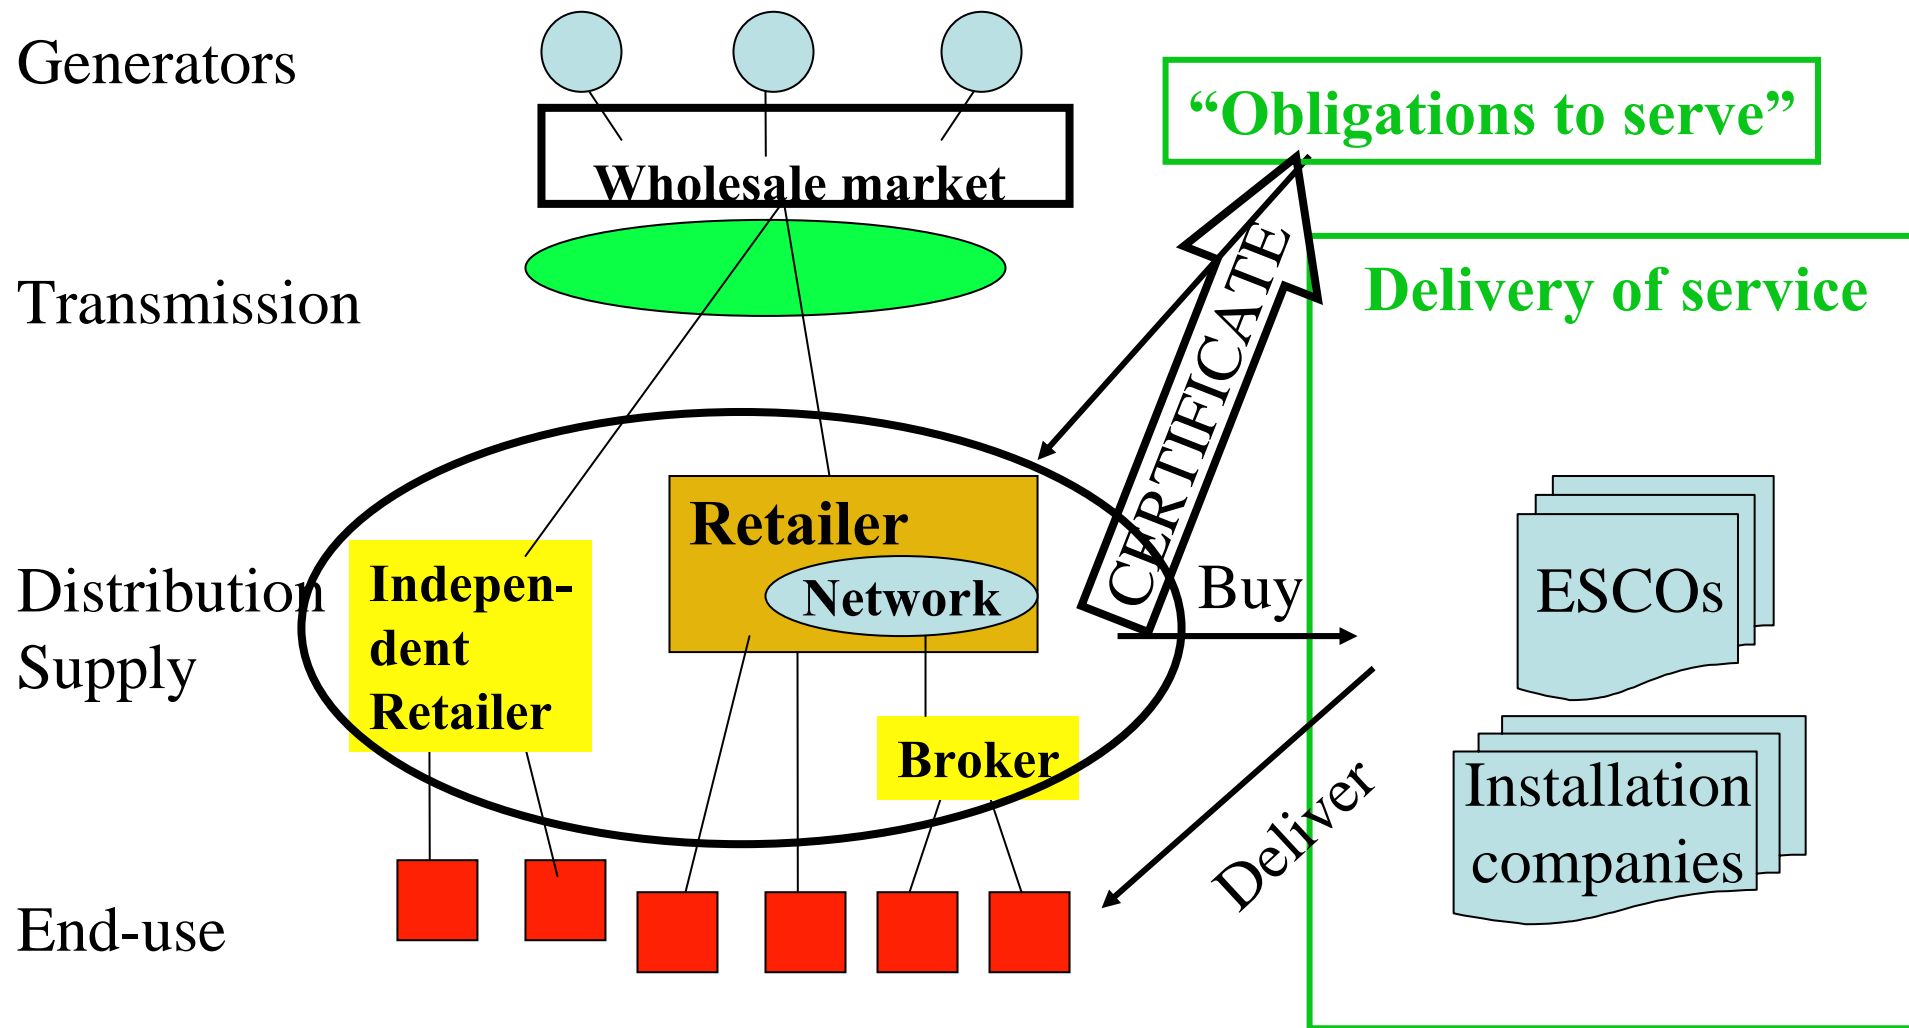 Generators
“Obligations to serve”
Wholesale market
Transmission
Delivery of service
CERTIFICATE
Retailer
Network
Indepen-
dent
Retailer
Distribution
Supply
Buy
ESCOs
Broker
Deliver
Installation
companies
End-use